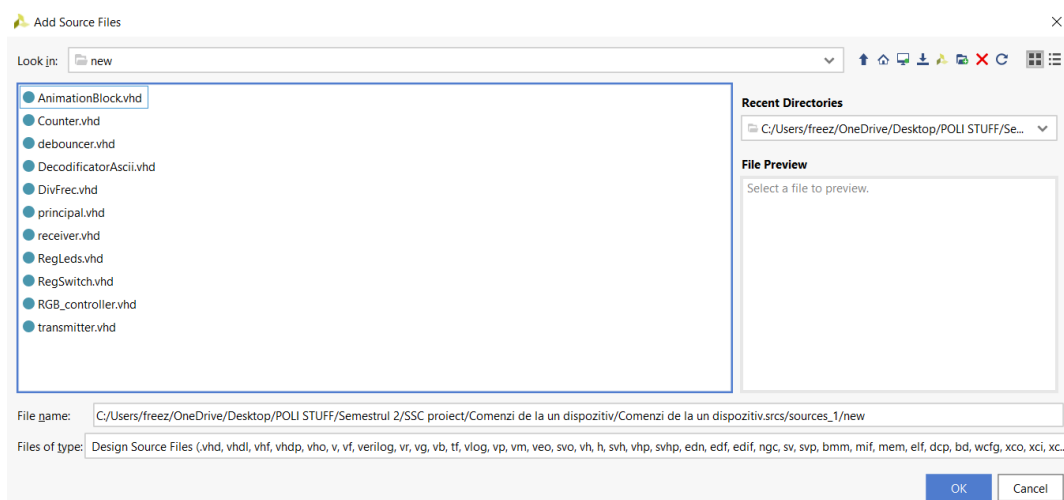 Add Source Files
Look in: new
AnimationBlock.vhd
Counter.vhd
debouncer.vhd
DecodificatorAscii.vhd
DivFrec.vhd
principal.vhd
receiver.vhd
RegLeds.vhd
RegSwitch.vhd
RGB_controller.vhd
transmitter.vhd
Recent Directories
C:/Users/freez/OneDrive/Desktop/POLI STUFF/Se...
File Preview
Select a file to preview.
File name: C:/Users/freez/OneDrive/Desktop/POLI STUFF/Semestrul 2/SSC proiect/Comenzi de la un dispozitiv/Comenzi de la un dispozitiv.srcs/sources_1/new
Files of type: Design Source Files (.vhd, vhdl, vhf, vhdp, vho, v, vf, verilog, vr, vg, vb, tf, vlog, vp, vm, veo, svo, vh, h, svh, vhp, svhp, edn, edf, edif, ngc, sv, svp, bmm, mif, mem, elf, dcp, bd, wcfg, xco, xci, xc...
OK Cancel